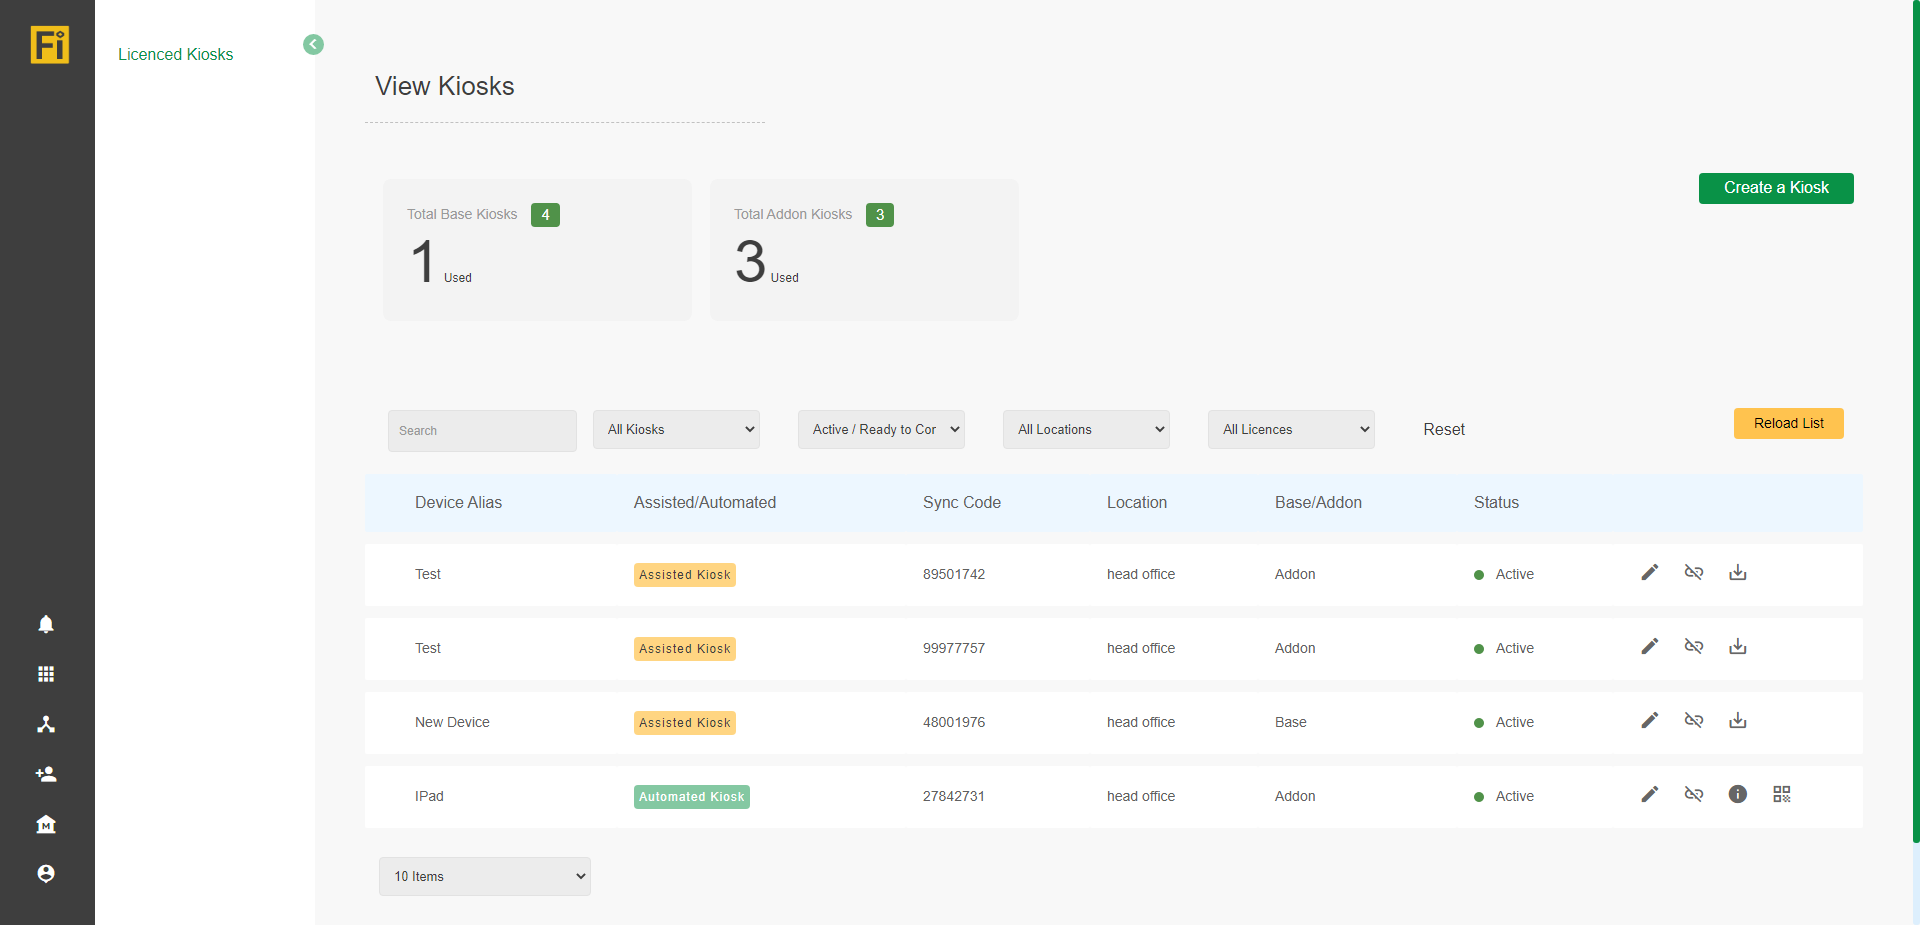 Fi
Licenced Kiosks
View Kiosks
Total Base Kiosks 4
1 Used
Total Addon Kiosks 3
3 Used
Create a Kiosk
Search
All Kiosks
Active / Ready to Cor
All Locations
All Licences
Reset
Reload List
Device Alias Assisted/Automated Sync Code Location Base/Addon Status
Test Assisted Kiosk 89501742 head office Addon Active
Test Assisted Kiosk 99977757 head office Addon Active
New Device Assisted Kiosk 48001976 head office Base Active
IPad Automated Kiosk 27842731 head office Addon Active
M
10 Items